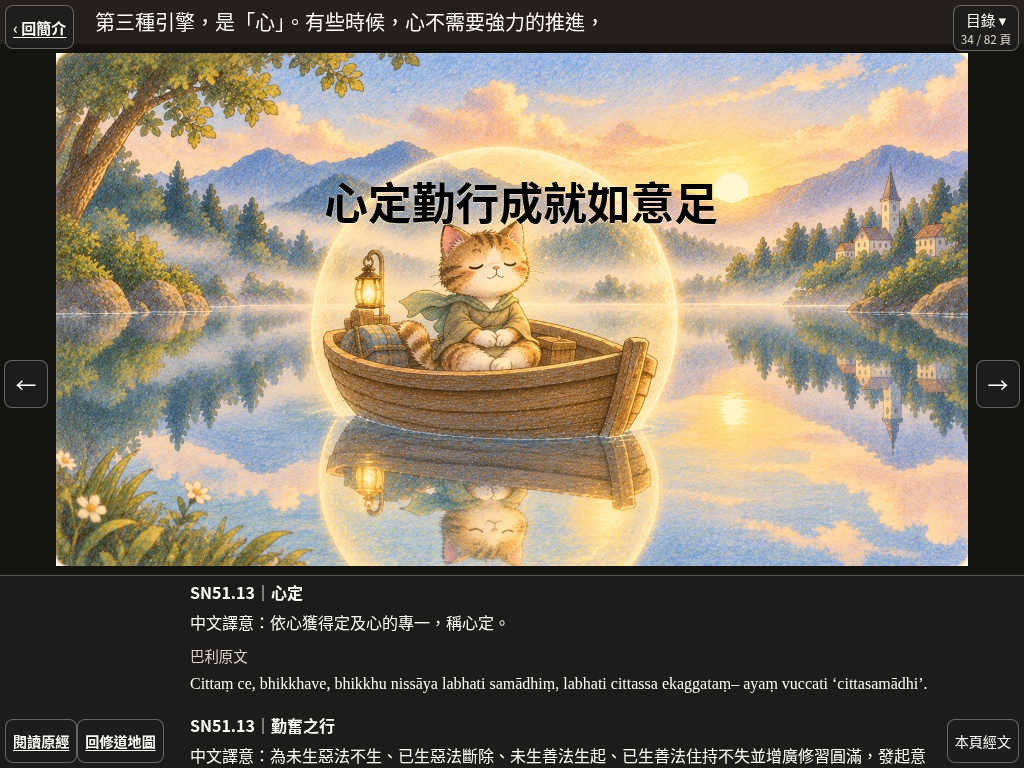 ‹ 回簡介
第三種引擎，是「心」。有些時候，心不需要強力的推進，
目錄 ▾
34 / 82 頁
心定勤行成就如意足
←
→
SN51.13｜心定
中文譯意：依心獲得定及心的專一，稱心定。
巴利原文
Cittaṃ ce, bhikkhave, bhikkhu nissāya labhati samādhiṃ, labhati cittassa ekaggataṃ– ayaṃ vuccati ‘cittasamādhi’.
SN51.13｜勤奮之行
中文譯意：為未生惡法不生、已生惡法斷除、未生善法生起、已生善法住持不失並增廣修習圓滿，發起意
閱讀原經
回修道地圖
本頁經文